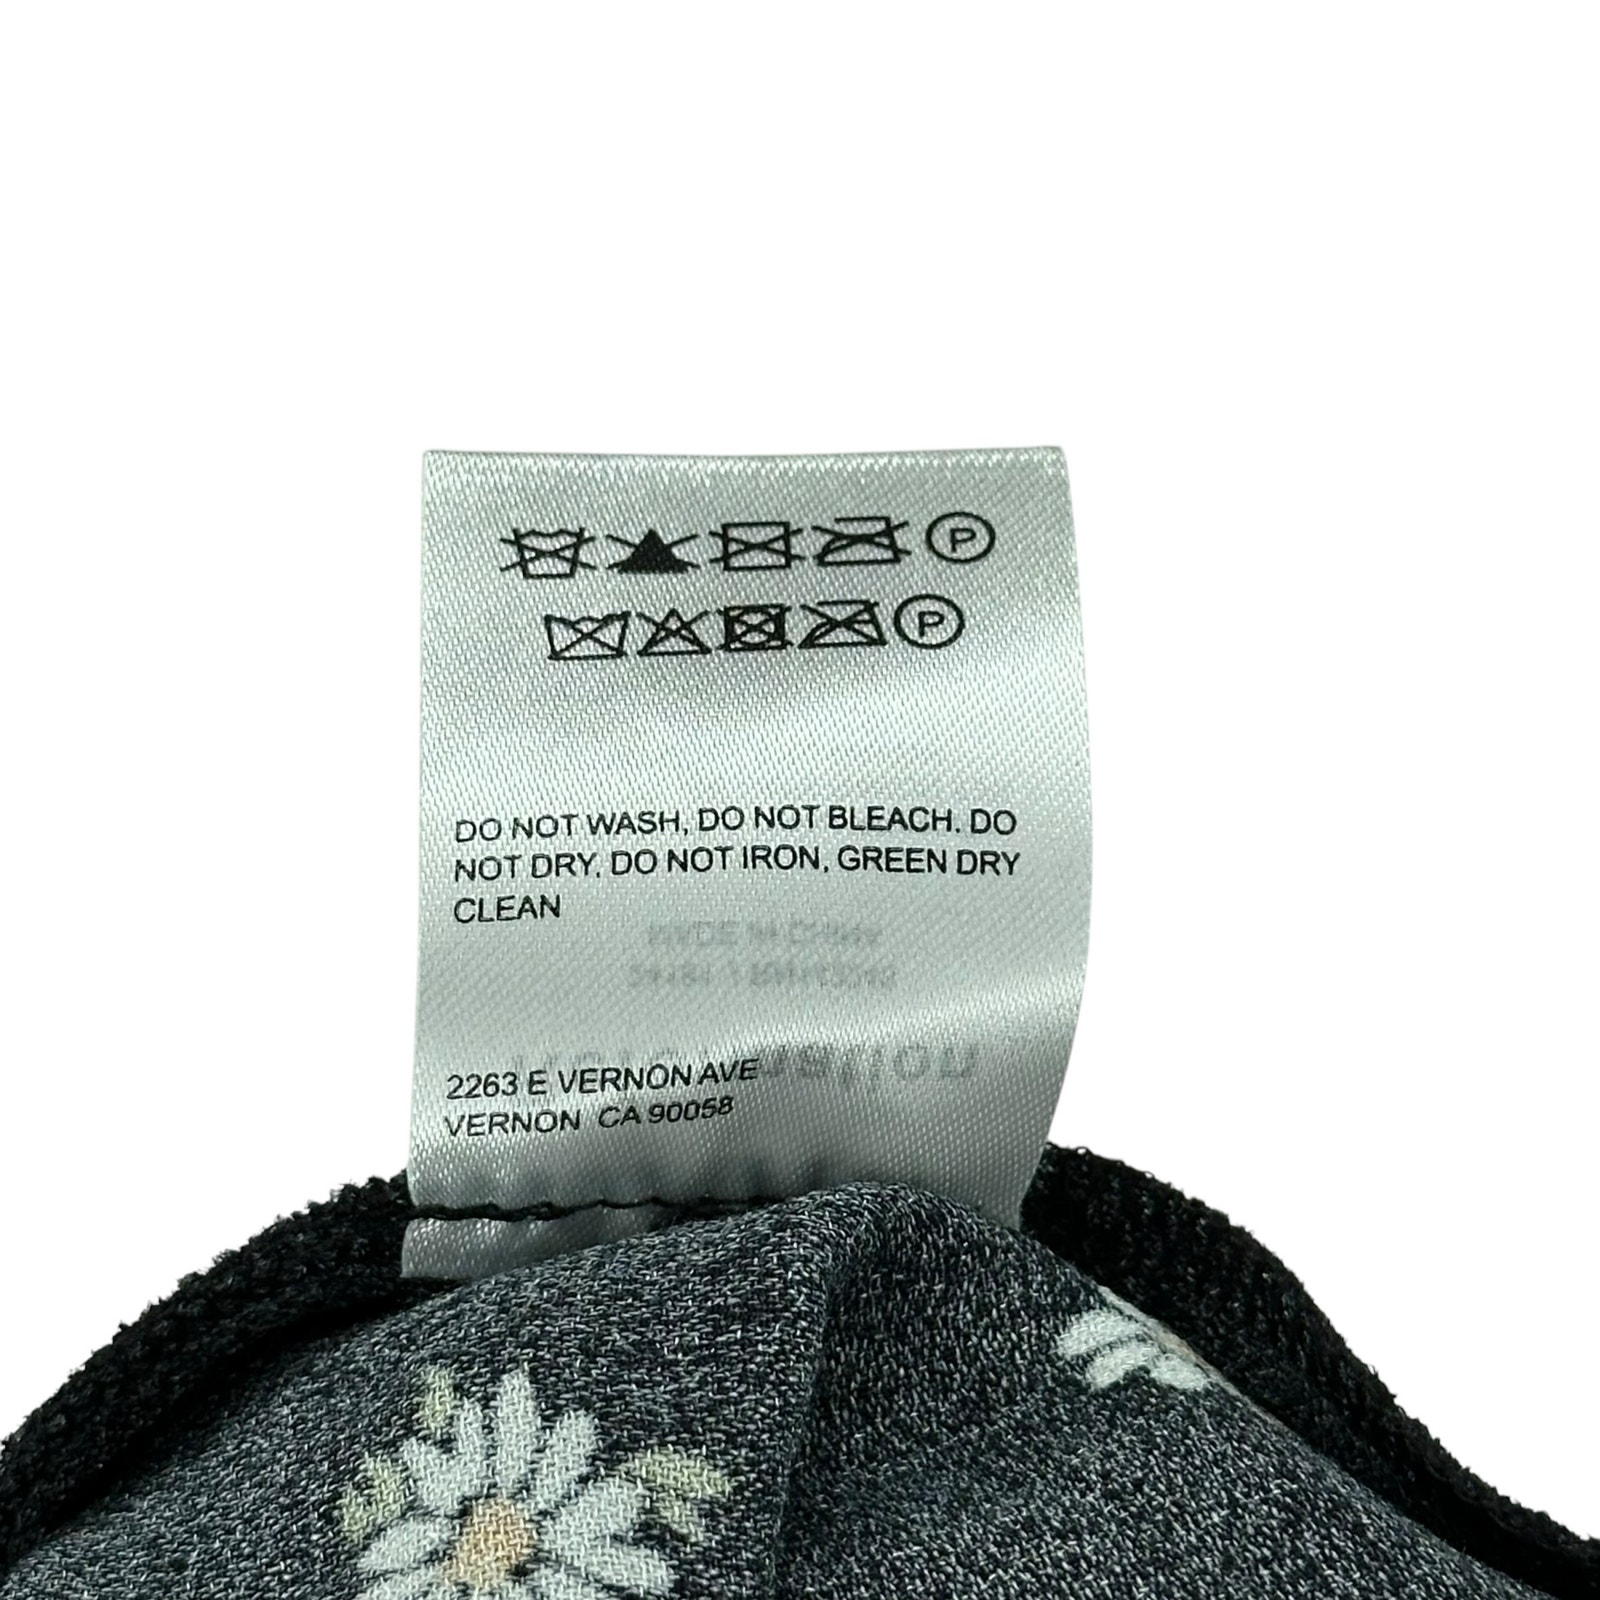 P
P
DO NOT WASH, DO NOT BLEACH. DO
NOT DRY. DO NOT IRON, GREEN DRY
CLEAN
2263 E VERNON AVE
VERNON CA 90058